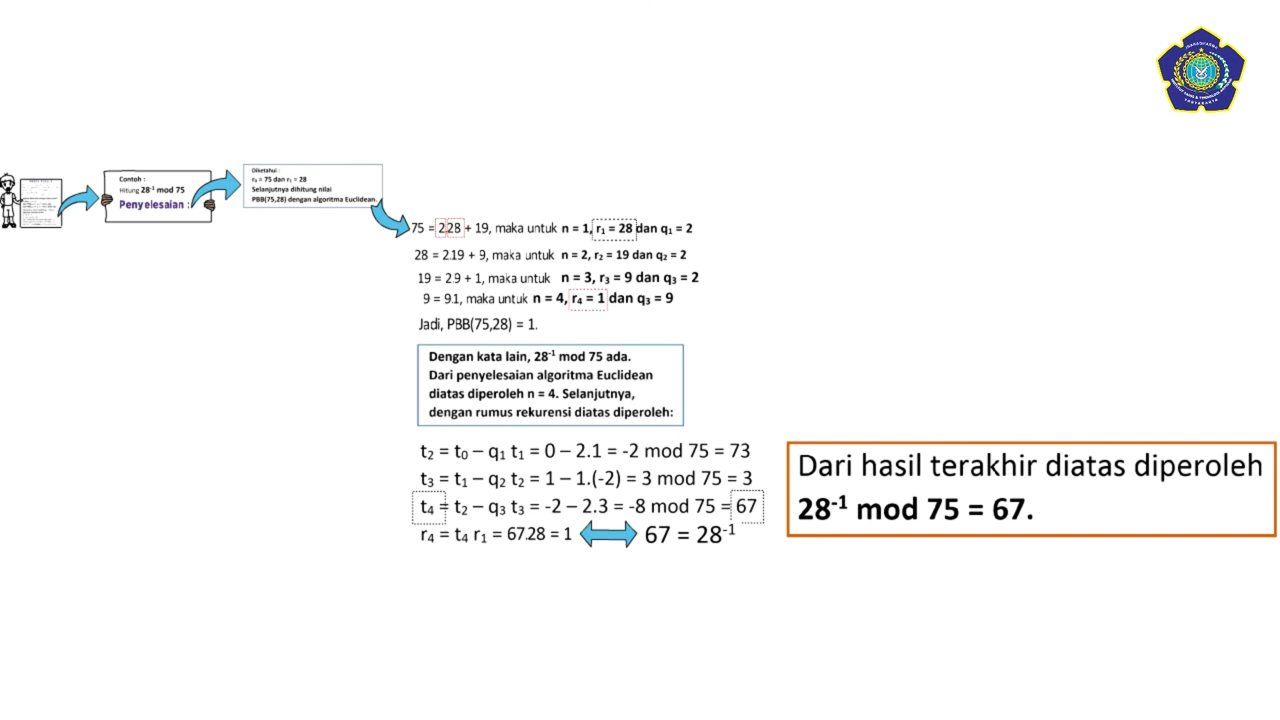 Contoh :
Hitung 28⁻¹ mod 75
Penyelesaian :
Diketahui :
r₀ = 75 dan r₁ = 28
Selanjutnya dihitung nilai
PBB(75,28) dengan algoritma Euclidean.
75 = 2.28 + 19, maka untuk n = 1, r₁ = 28 dan q₁ = 2
28 = 2.19 + 9, maka untuk n = 2, r₂ = 19 dan q₂ = 2
19 = 2.9 + 1, maka untuk n = 3, r₃ = 9 dan q₃ = 2
9 = 9.1, maka untuk n = 4, r₄ = 1 dan q₃ = 9
Jadi, PBB(75,28) = 1.
Dengan kata lain, 28⁻¹ mod 75 ada.
Dari penyelesaian algoritma Euclidean
diatas diperoleh n = 4. Selanjutnya,
dengan rumus rekurensi diatas diperoleh:
t₂ = t₀ – q₁ t₁ = 0 – 2.1 = -2 mod 75 = 73
t₃ = t₁ – q₂ t₂ = 1 – 1.(-2) = 3 mod 75 = 3
t₄ = t₂ – q₃ t₃ = -2 – 2.3 = -8 mod 75 = 67
r₄ = t₄ r₁ = 67.28 = 1 67 = 28⁻¹
Dari hasil terakhir diatas diperoleh
28⁻¹ mod 75 = 67.
YOGYAKARTA